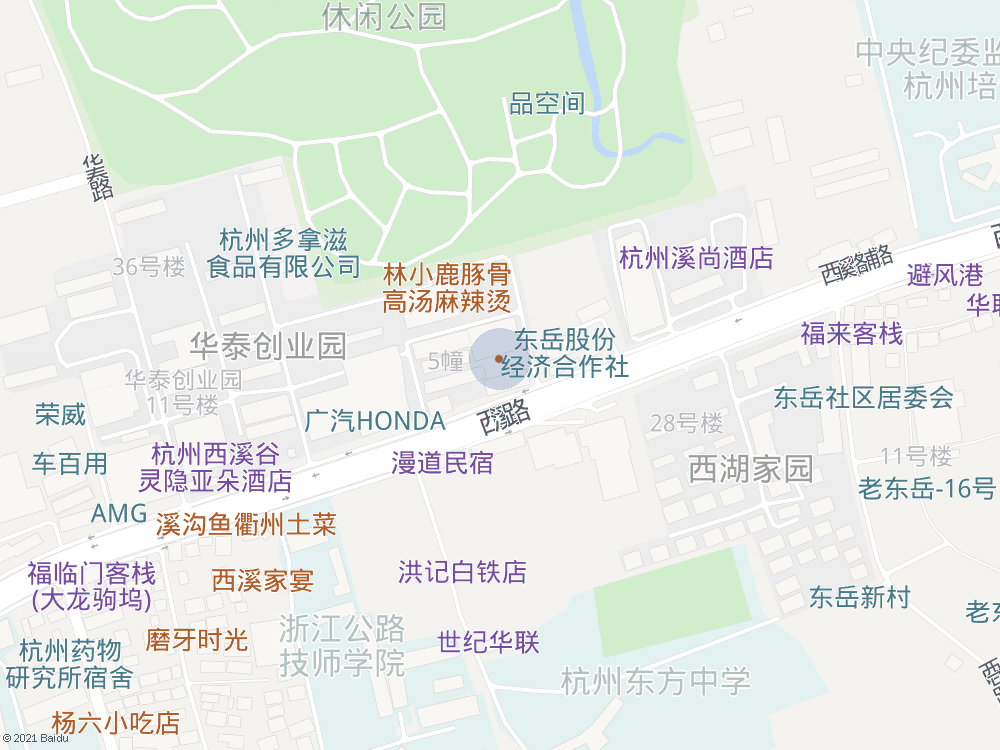 休闲公园
中央纪委监
杭州培
品空间
华泰路
杭州多拿滋
食品有限公司
36号楼
林小鹿豚骨
高汤麻辣烫
杭州溪尚酒店
西溪路辅路
避风港
华联
福来客栈
华泰创业园
5幢
东岳股份
经济合作社
华泰创业园
11号楼
荣威
广汽HONDA
西溪路
28号楼
东岳社区居委会
车百用
杭州西溪谷
灵隐亚朵酒店
漫道民宿
西湖家园
11号楼
老东岳-16号
AMG
溪沟鱼衢州土菜
福临门客栈
(大龙驹坞)
西溪家宴
洪记白铁店
东岳新村
老东
浙江公路
技师学院
磨牙时光
世纪华联
杭州药物
研究所宿舍
杭州东方中学
杨六小吃店
© 2021 Baidu